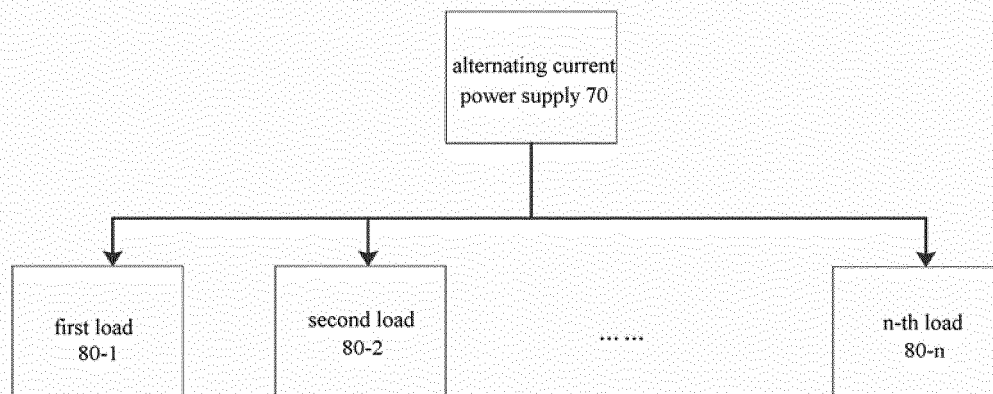 alternating current
power supply 70
first load
80-1
second load
80-2
... ...
n-th load
80-n